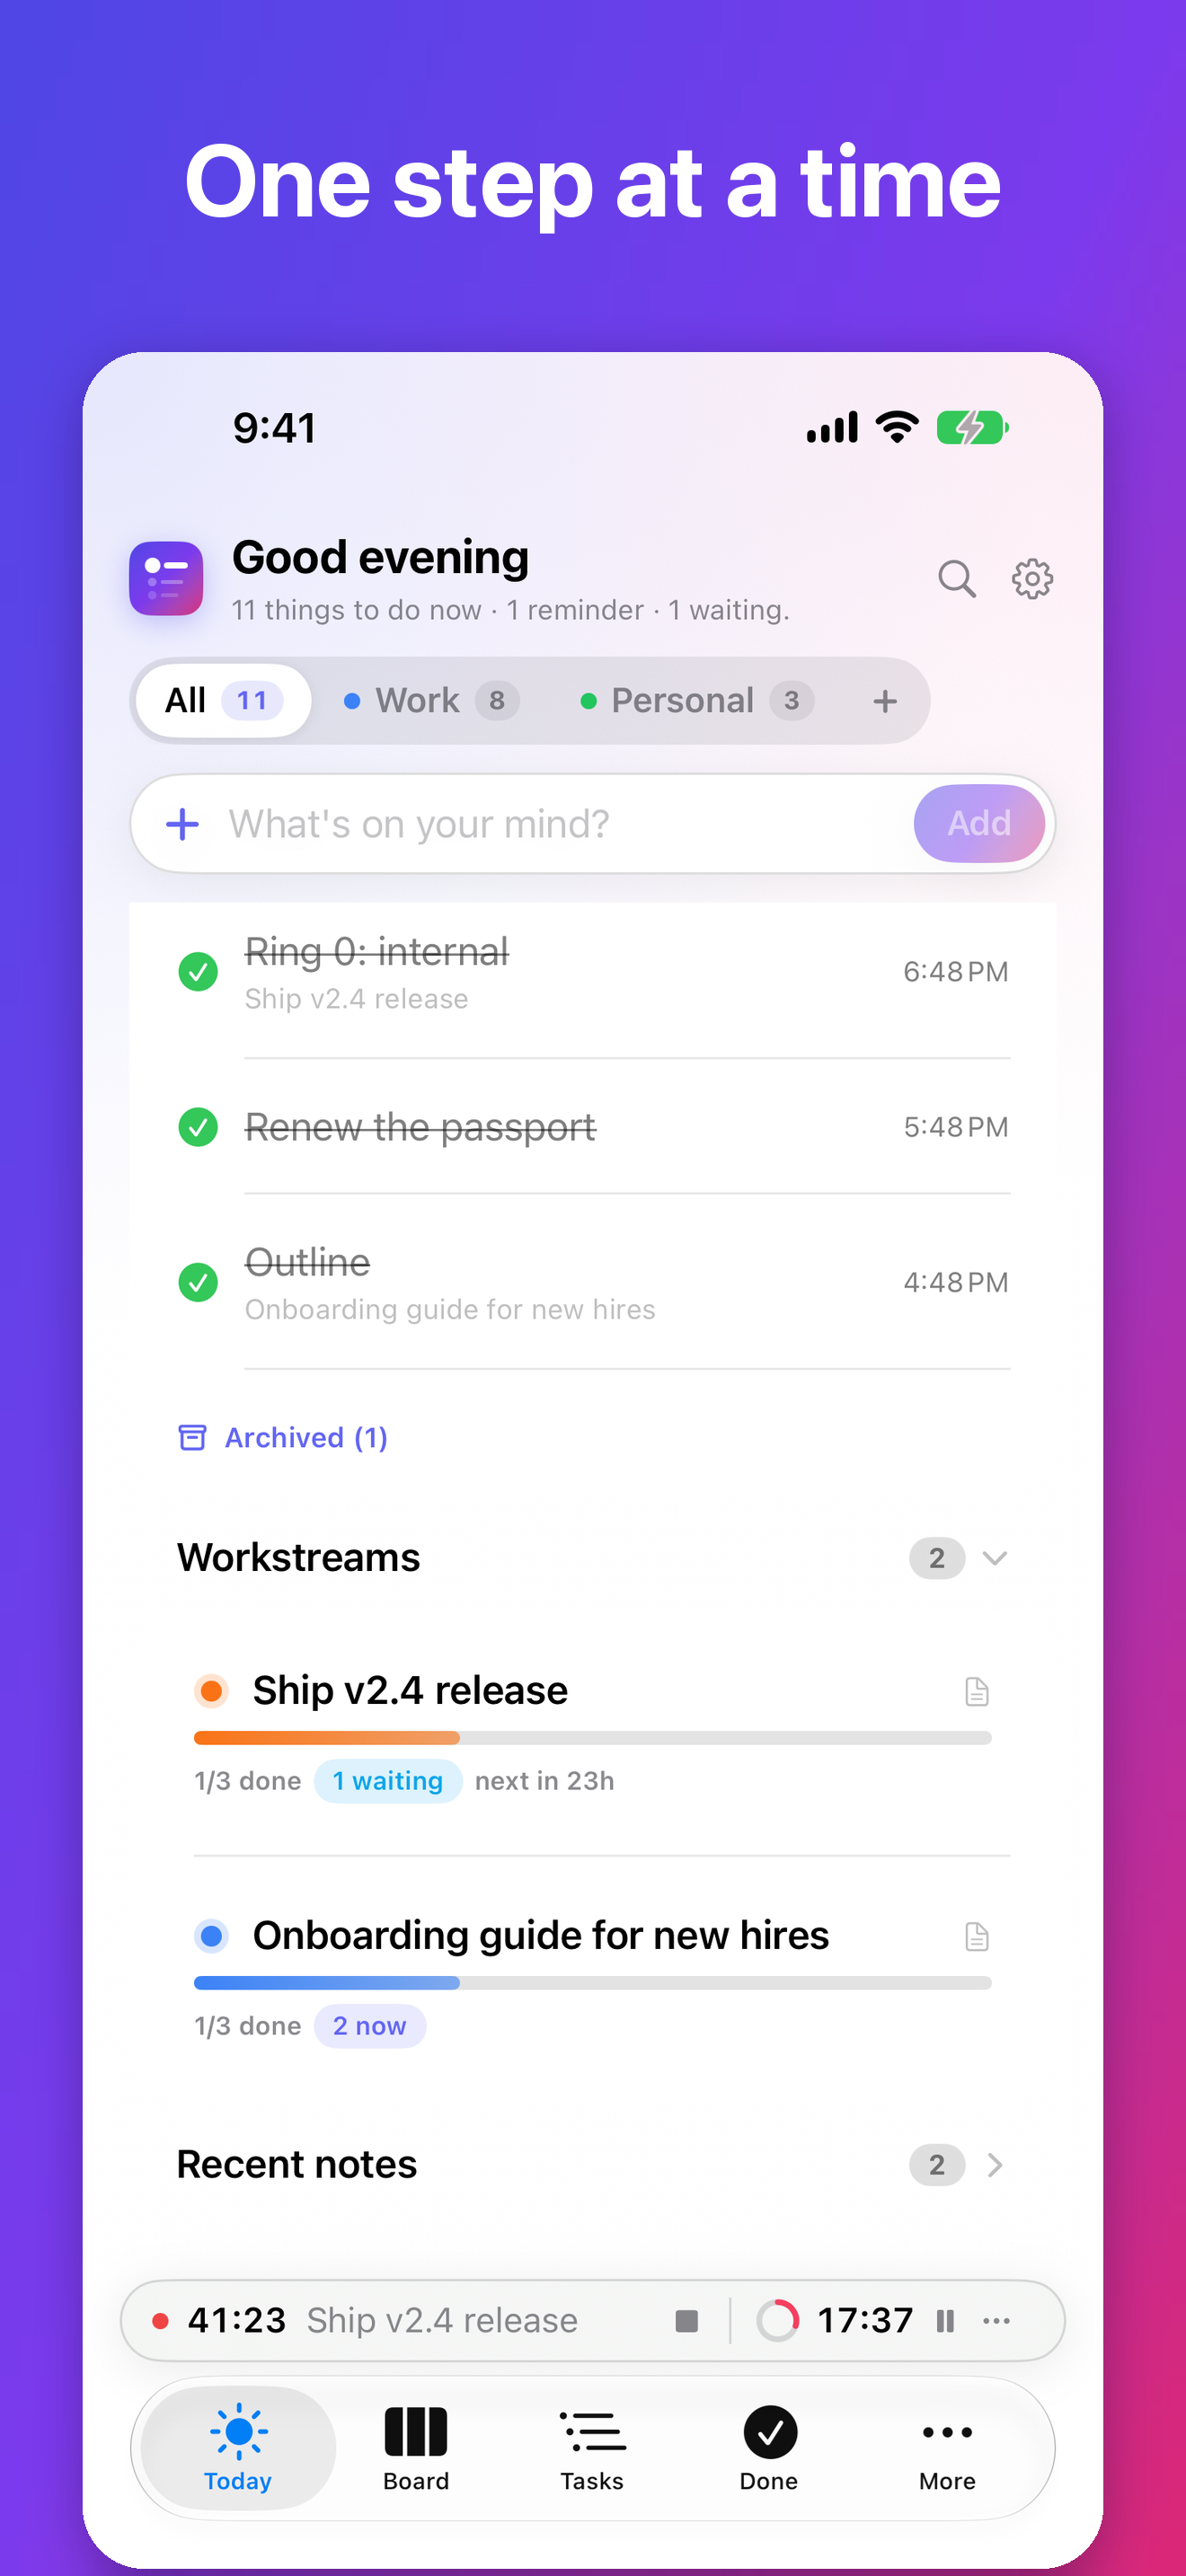 One step at a time
9:41
Good evening
11 things to do now · 1 reminder · 1 waiting.
All 11 Work 8 Personal 3 +
+ What's on your mind? Add
Ring 0: internal
6:48 PM
Ship v2.4 release
Renew the passport 5:48 PM
Outline
4:48 PM
Onboarding guide for new hires
Archived (1)
Workstreams 2
Ship v2.4 release
1/3 done 1 waiting next in 23h
Onboarding guide for new hires
1/3 done 2 now
Recent notes 2
41:23 Ship v2.4 release 17:37
Today Board Tasks Done More